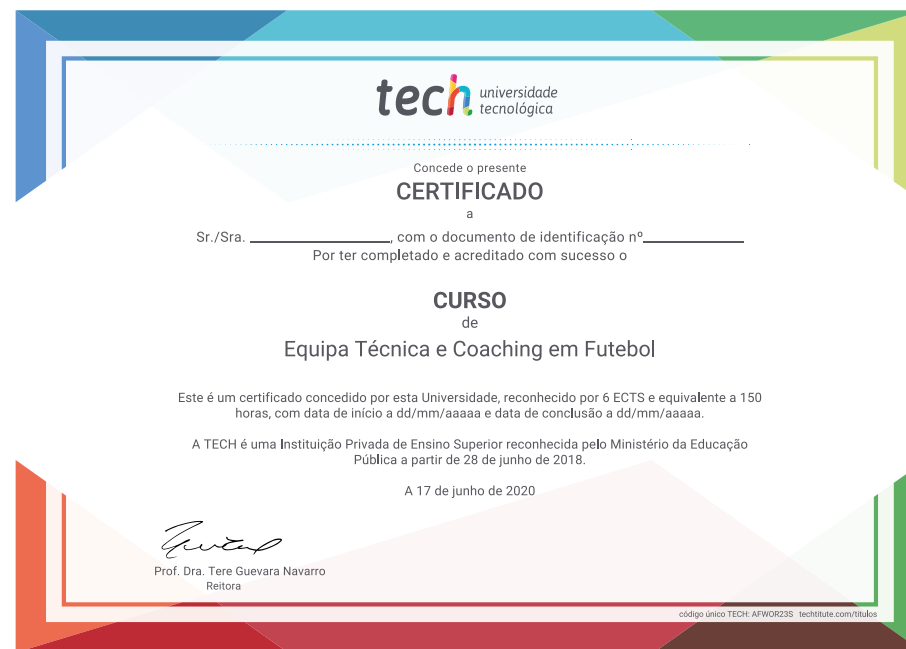 tech universidade
tecnológica
Concede o presente
CERTIFICADO
a
Sr./Sra. _________________, com o documento de identificação nº____________
Por ter completado e acreditado com sucesso o
CURSO
de
Equipa Técnica e Coaching em Futebol
Este é um certificado concedido por esta Universidade, reconhecido por 6 ECTS e equivalente a 150
horas, com data de início a dd/mm/aaaaa e data de conclusão a dd/mm/aaaaa.
A TECH é uma Instituição Privada de Ensino Superior reconhecida pelo Ministério da Educação
Pública a partir de 28 de junho de 2018.
A 17 de junho de 2020
Prof. Dra. Tere Guevara Navarro
Reitora
código único TECH: AFWOR23S techtitute.com/titulos